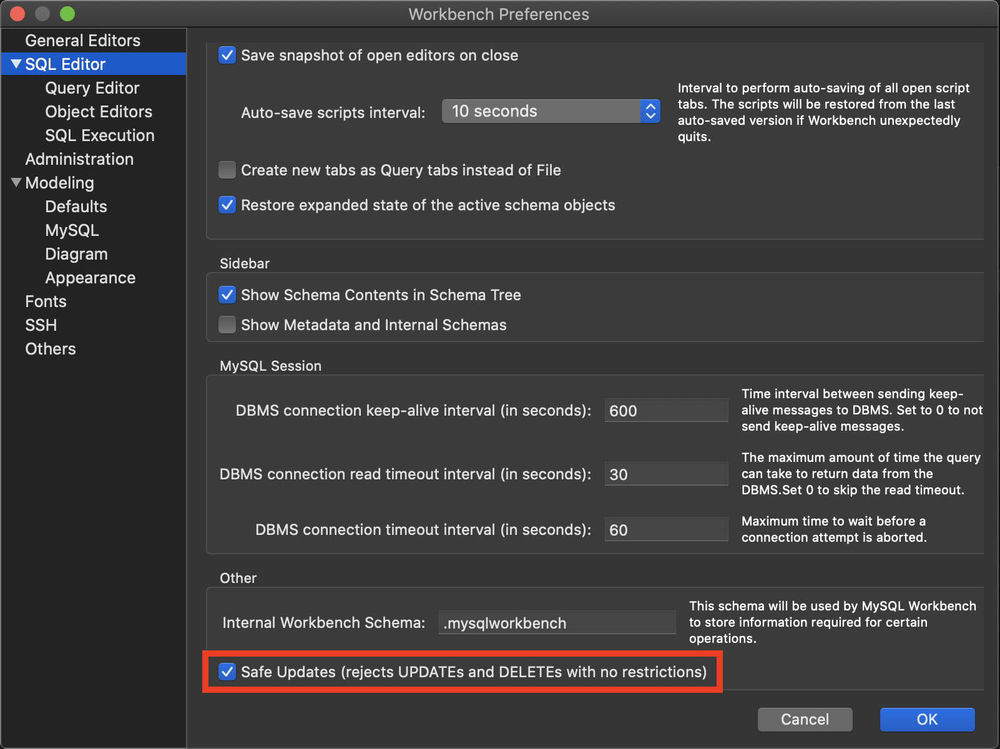 Workbench Preferences
General Editors
SQL Editor
Query Editor
Object Editors
SQL Execution
Administration
Modeling
Defaults
MySQL
Diagram
Appearance
Fonts
SSH
Others
Save snapshot of open editors on close
Auto-save scripts interval:
10 seconds
Interval to perform auto-saving of all open script
tabs. The scripts will be restored from the last
auto-saved version if Workbench unexpectedly
quits.
Create new tabs as Query tabs instead of File
Restore expanded state of the active schema objects
Sidebar
Show Schema Contents in Schema Tree
Show Metadata and Internal Schemas
MySQL Session
DBMS connection keep-alive interval (in seconds):
600
Time interval between sending keep-
alive messages to DBMS. Set to 0 to not
send keep-alive messages.
DBMS connection read timeout interval (in seconds):
30
The maximum amount of time the query
can take to return data from the
DBMS.Set 0 to skip the read timeout.
DBMS connection timeout interval (in seconds):
60
Maximum time to wait before a
connection attempt is aborted.
Other
Internal Workbench Schema:
.mysqlworkbench
This schema will be used by MySQL Workbench
to store information required for certain
operations.
Safe Updates (rejects UPDATEs and DELETEs with no restrictions)
Cancel
OK